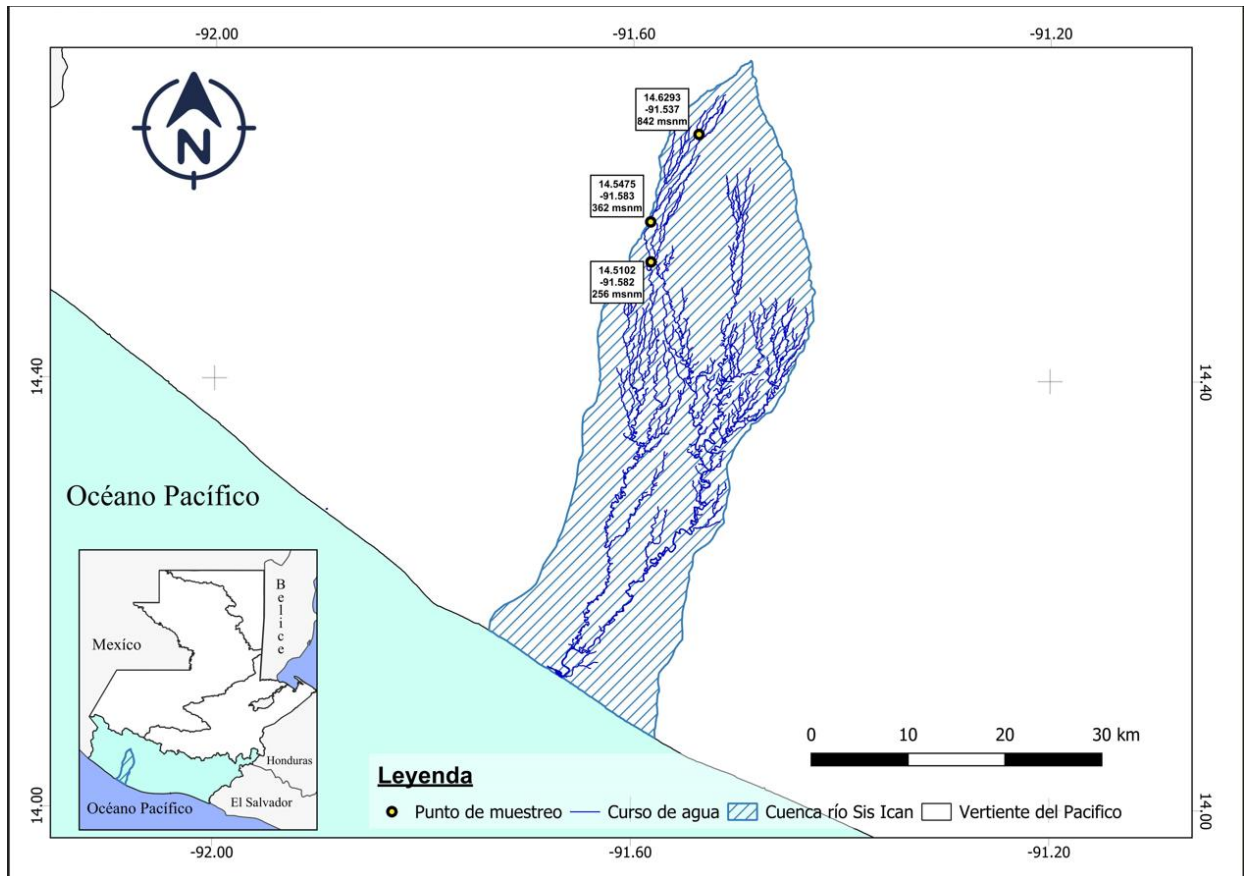 -92.00
-91.60
-91.20
N
14.6293
-91.537
842 msnm
14.5475
-91.583
362 msnm
14.5102
-91.582
256 msnm
14.40
14.40
Océano Pacífico
Belice
Mexico
Honduras
El Salvador
Océano Pacífico
0 10 20 30 km
Leyenda
Punto de muestreo
Curso de agua
Cuenca río Sis Ican
Vertiente del Pacifico
14.00
14.00
-92.00
-91.60
-91.20